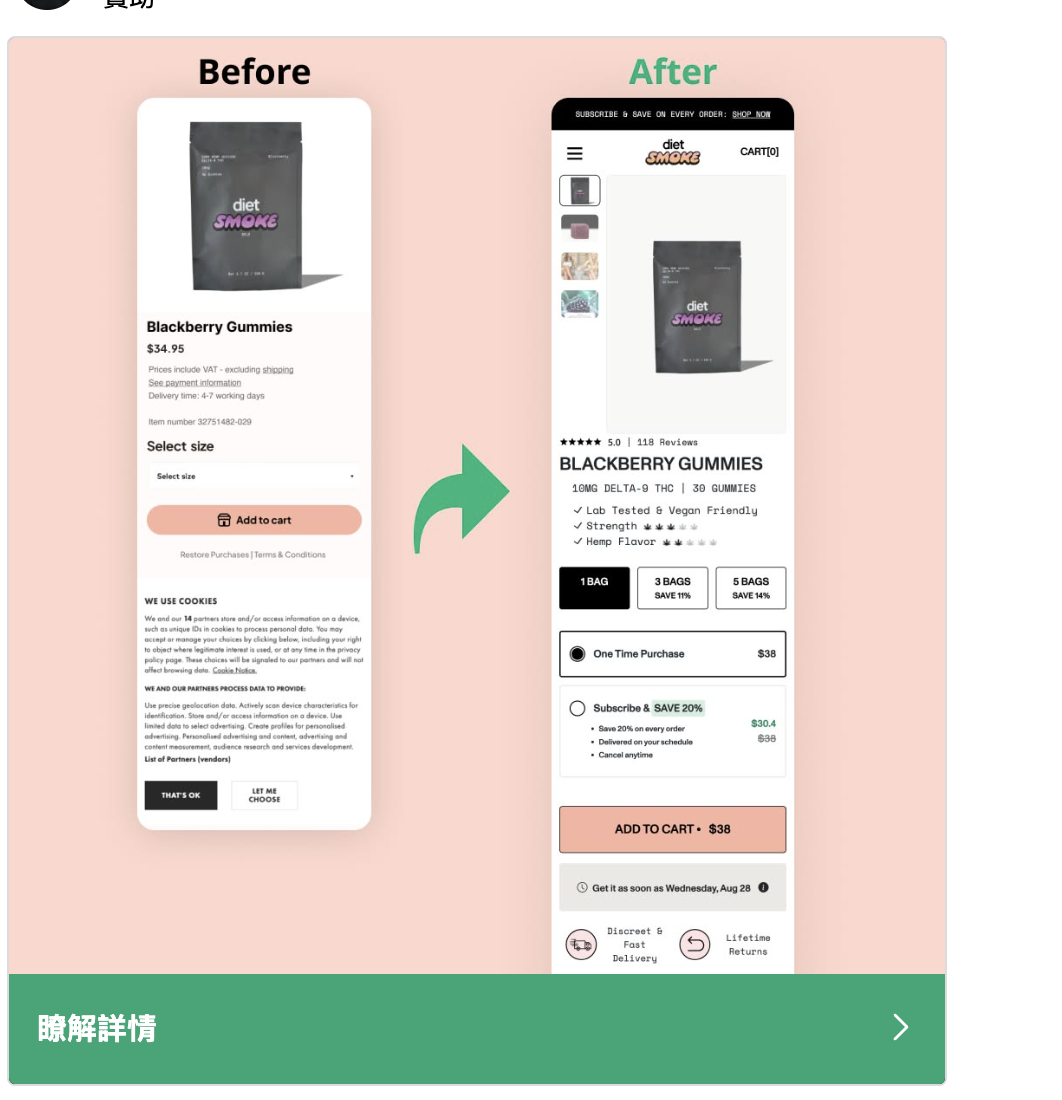 贊助
Before
After
diet
SMOKE
Blackberry Gummies
$34.95
Prices include VAT - excluding shipping
See payment information
Delivery time: 4-7 working days
Item number 32751482-029
Select size
Select size
Add to cart
Restore Purchases | Terms & Conditions
WE USE COOKIES
We and our 14 partners store and/or access information on a device,
such as unique IDs in cookies to process personal data. You may
accept or manage your choices by clicking below, including your right
to object where legitimate interest is used, or at any time in the privacy
policy page. These choices will be signaled to our partners and will not
affect browsing data. Cookie Notice.
WE AND OUR PARTNERS PROCESS DATA TO PROVIDE:
Use precise geolocation data. Actively scan device characteristics for
identification. Store and/or access information on a device. Use
limited data to select advertising. Create profiles for personalised
advertising. Personalised advertising and content, advertising and
content measurement, audience research and services development.
List of Partners (vendors)
THAT'S OK
LET ME
CHOOSE
SUBSCRIBE & SAVE ON EVERY ORDER: SHOP NOW
diet
SMOKE
CART[0]
diet
SMOKE
★★★★★ 5.0 | 118 Reviews
BLACKBERRY GUMMIES
10MG DELTA-9 THC | 30 GUMMIES
✓ Lab Tested & Vegan Friendly
✓ Strength
✓ Hemp Flavor
1 BAG
3 BAGS
SAVE 11%
5 BAGS
SAVE 14%
One Time Purchase $38
Subscribe & SAVE 20%
• Save 20% on every order
• Delivered on your schedule
• Cancel anytime
$30.4
$38
ADD TO CART • $38
Get it as soon as Wednesday, Aug 28
Discreet &
Fast
Delivery
Lifetime
Returns
瞭解詳情